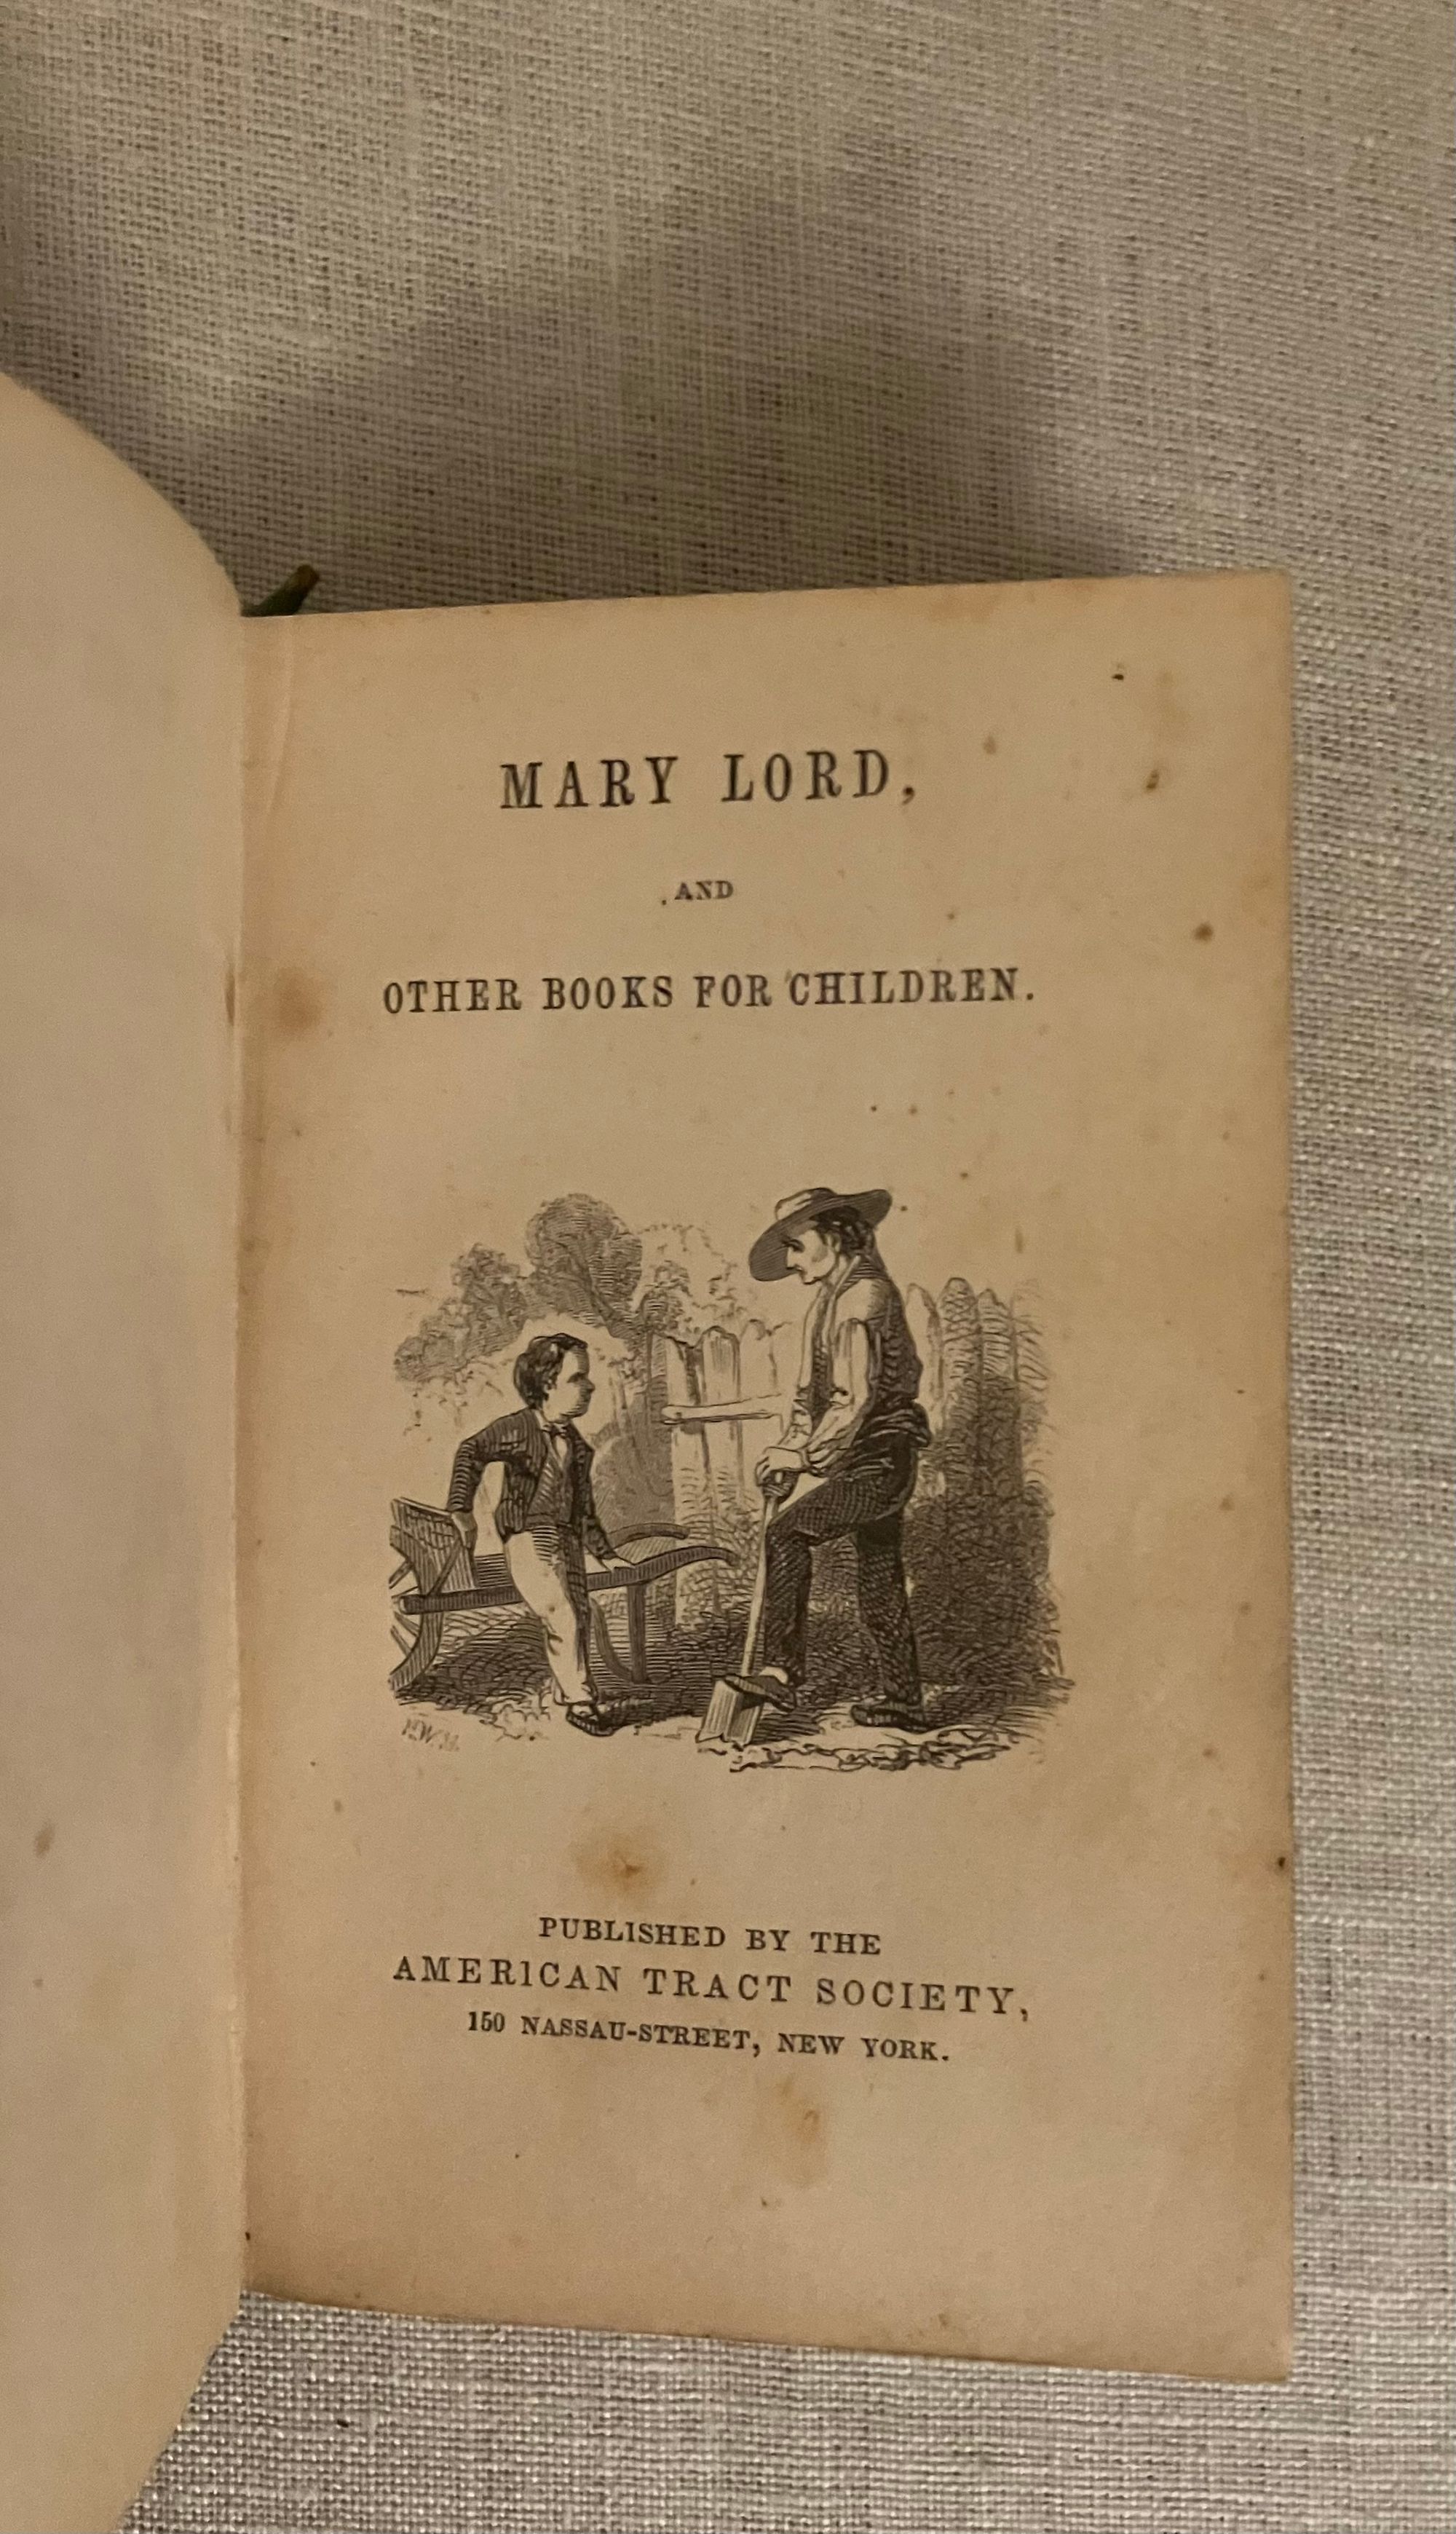 MARY LORD,
AND
OTHER BOOKS FOR CHILDREN.
PUBLISHED BY THE
AMERICAN TRACT SOCIETY,
150 NASSAU-STREET, NEW YORK.